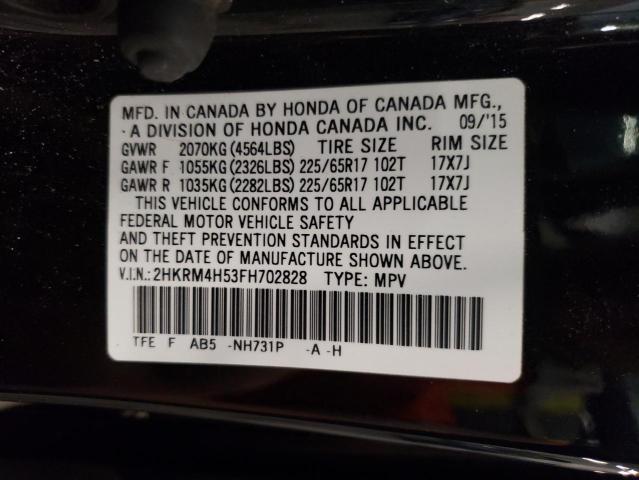 MFD. IN CANADA BY HONDA OF CANADA MFG.,
A DIVISION OF HONDA CANADA INC. 09/'15
GVWR 2070KG (4564LBS) TIRE SIZE RIM SIZE
GAWR F 1055KG (2326LBS) 225/65R17 102T 17X7J
GAWR R 1035KG (2282LBS) 225/65R17 102T 17X7J
THIS VEHICLE CONFORMS TO ALL APPLICABLE
FEDERAL MOTOR VEHICLE SAFETY
AND THEFT PREVENTION STANDARDS IN EFFECT
ON THE DATE OF MANUFACTURE SHOWN ABOVE.
V.I.N.: 2HKRM4H53FH702828 TYPE: MPV
TFE F AB5 -NH731P -A -H